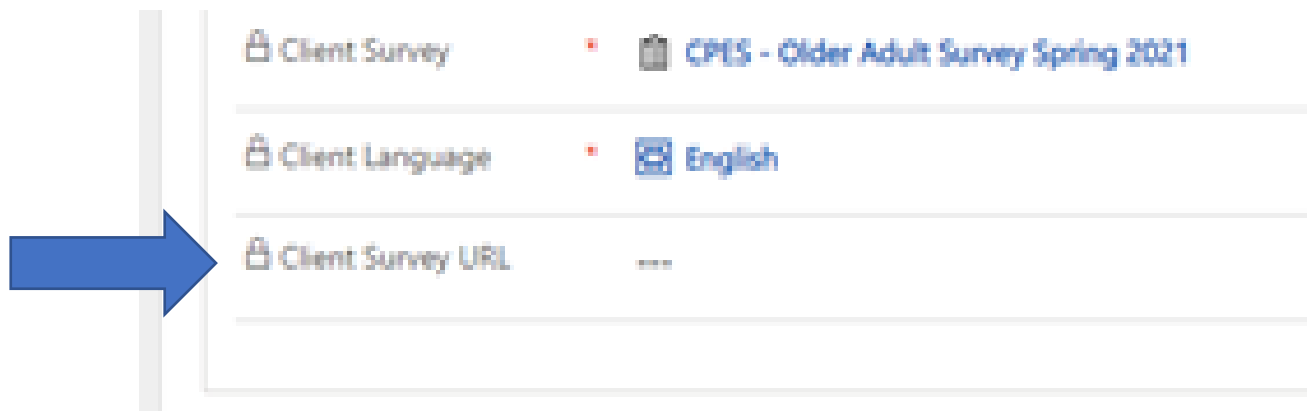 Client Survey * CPES - Older Adult Survey Spring 2021
Client Language * English
Client Survey URL ---